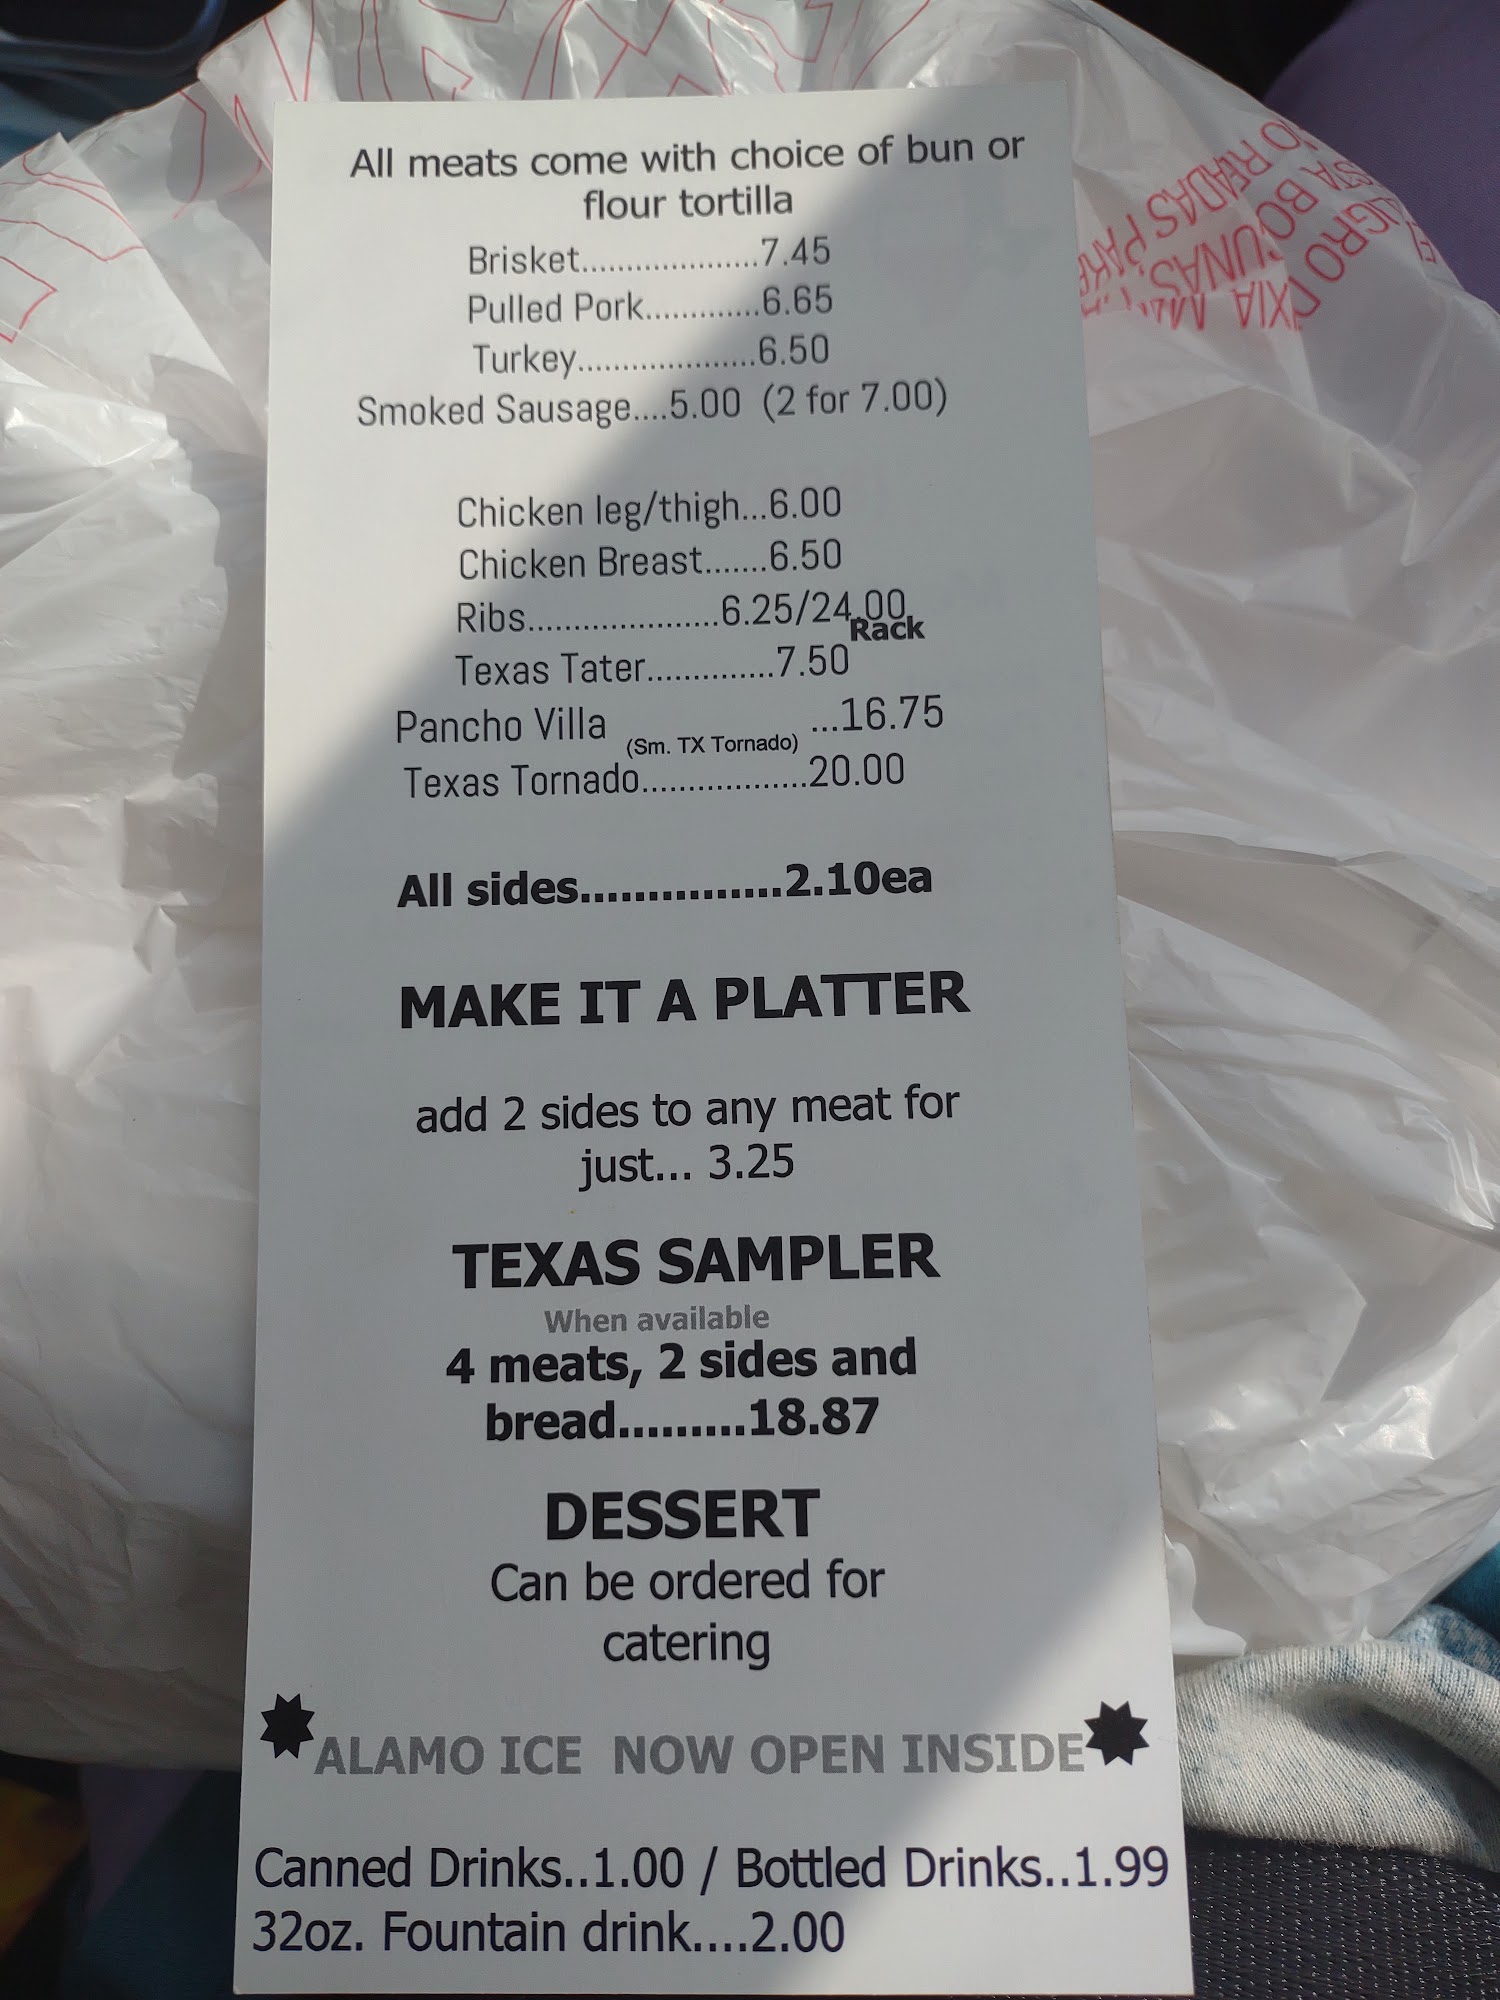 All meats come with choice of bun or
flour tortilla
Brisket.....................7.45
Pulled Pork.............6.65
Turkey.....................6.50
Smoked Sausage....5.00 (2 for 7.00)
Chicken leg/thigh...6.00
Chicken Breast.......6.50
Ribs......................6.25/24.00
Rack
Texas Tater..............7.50
Pancho Villa (Sm. TX Tornado) ...16.75
Texas Tornado..................20.00
All sides...............2.10ea
MAKE IT A PLATTER
add 2 sides to any meat for
just... 3.25
TEXAS SAMPLER
When available
4 meats, 2 sides and
bread.........18.87
DESSERT
Can be ordered for
catering
ALAMO ICE NOW OPEN INSIDE
Canned Drinks..1.00 / Bottled Drinks..1.99
32oz. Fountain drink....2.00